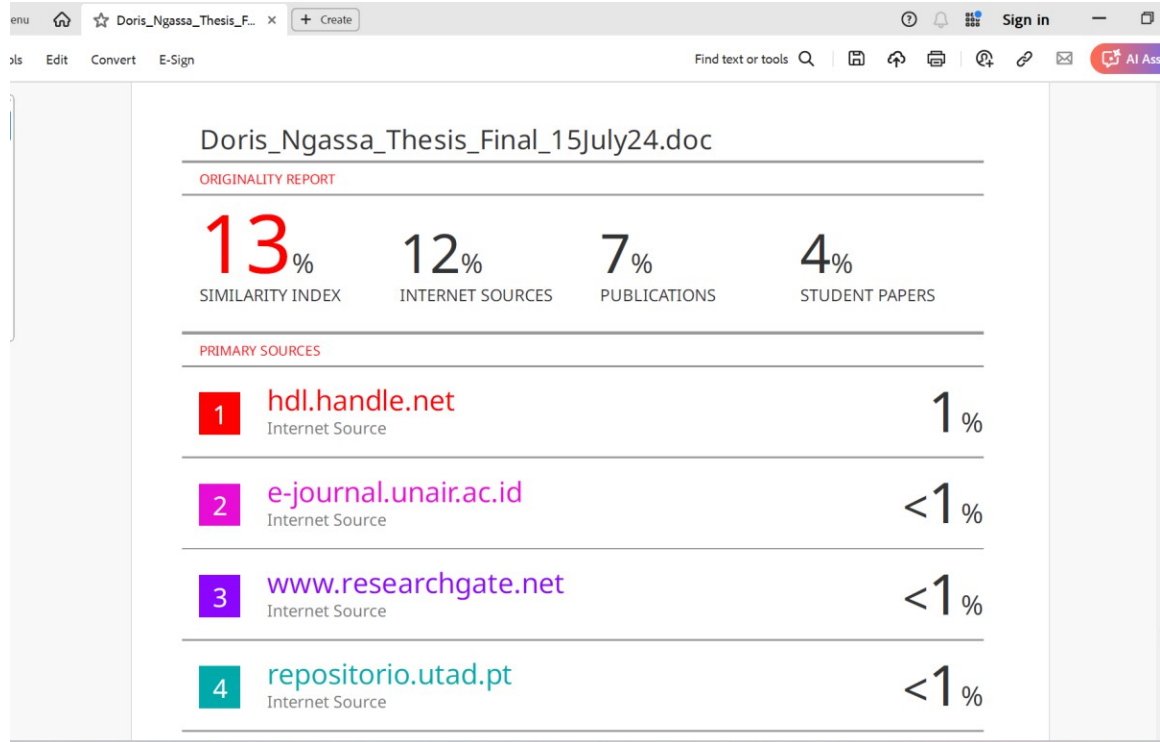 enu Doris_Ngassa_Thesis_F... × + Create Sign in
ols Edit Convert E-Sign Find text or tools AI Ass
Doris_Ngassa_Thesis_Final_15July24.doc
ORIGINALITY REPORT
13% 12% 7% 4%
SIMILARITY INDEX INTERNET SOURCES PUBLICATIONS STUDENT PAPERS
PRIMARY SOURCES
1 hdl.handle.net 1%
Internet Source
2 e-journal.unair.ac.id <1%
Internet Source
3 www.researchgate.net <1%
Internet Source
4 repositorio.utad.pt <1%
Internet Source